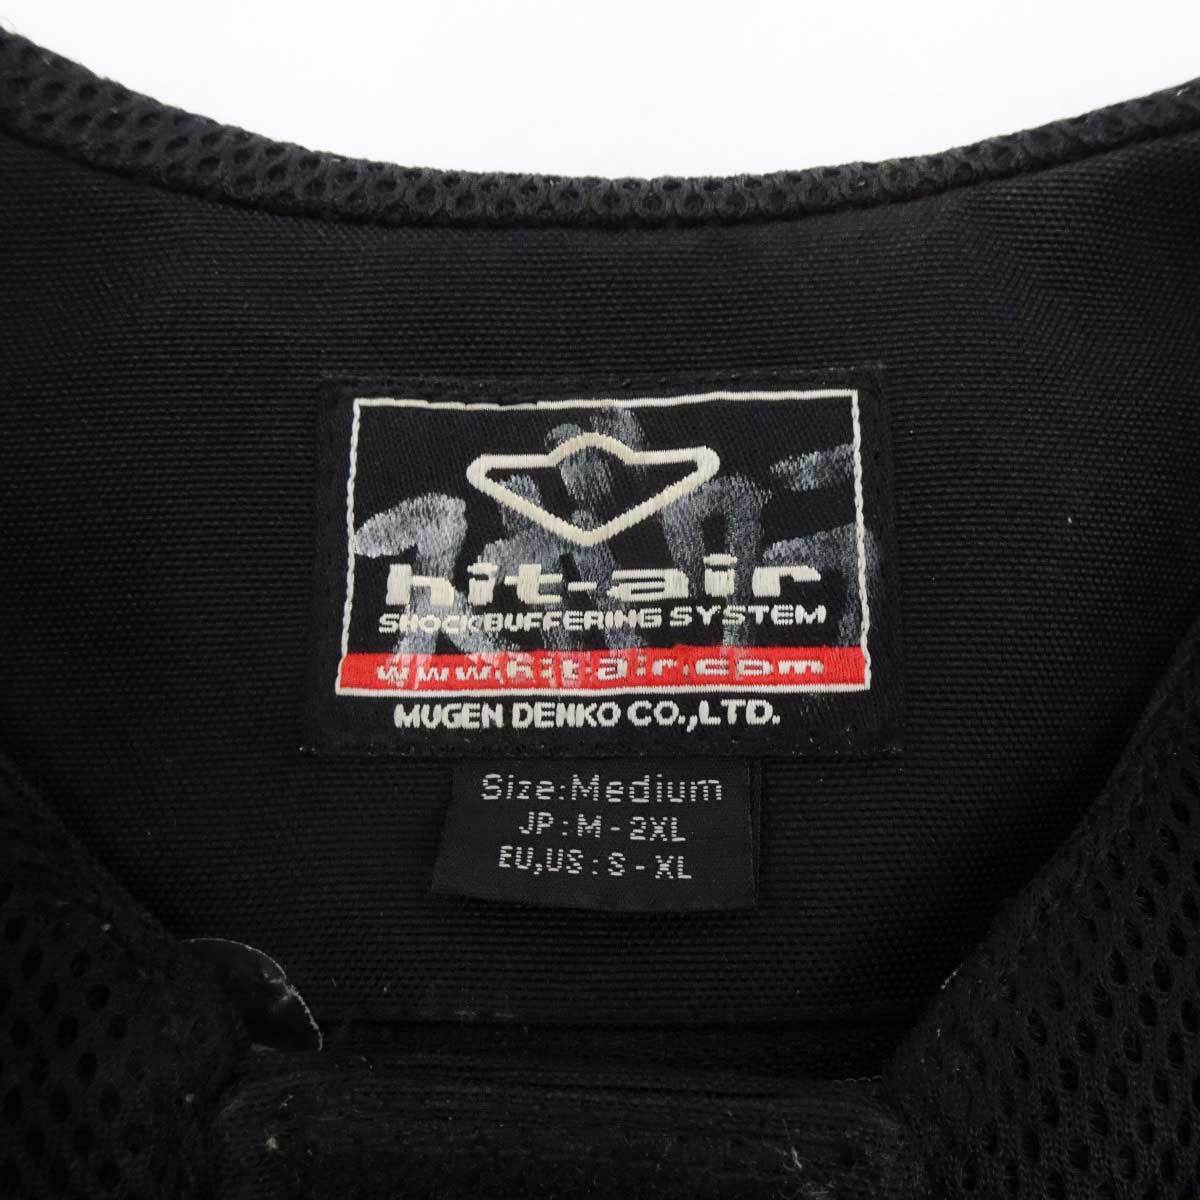 hit-air
SHOCK BUFFERING SYSTEM
www.hit-air.com
MUGEN DENKO CO.,LTD.
Size:Medium
JP:M-2XL
EU,US:S-XL